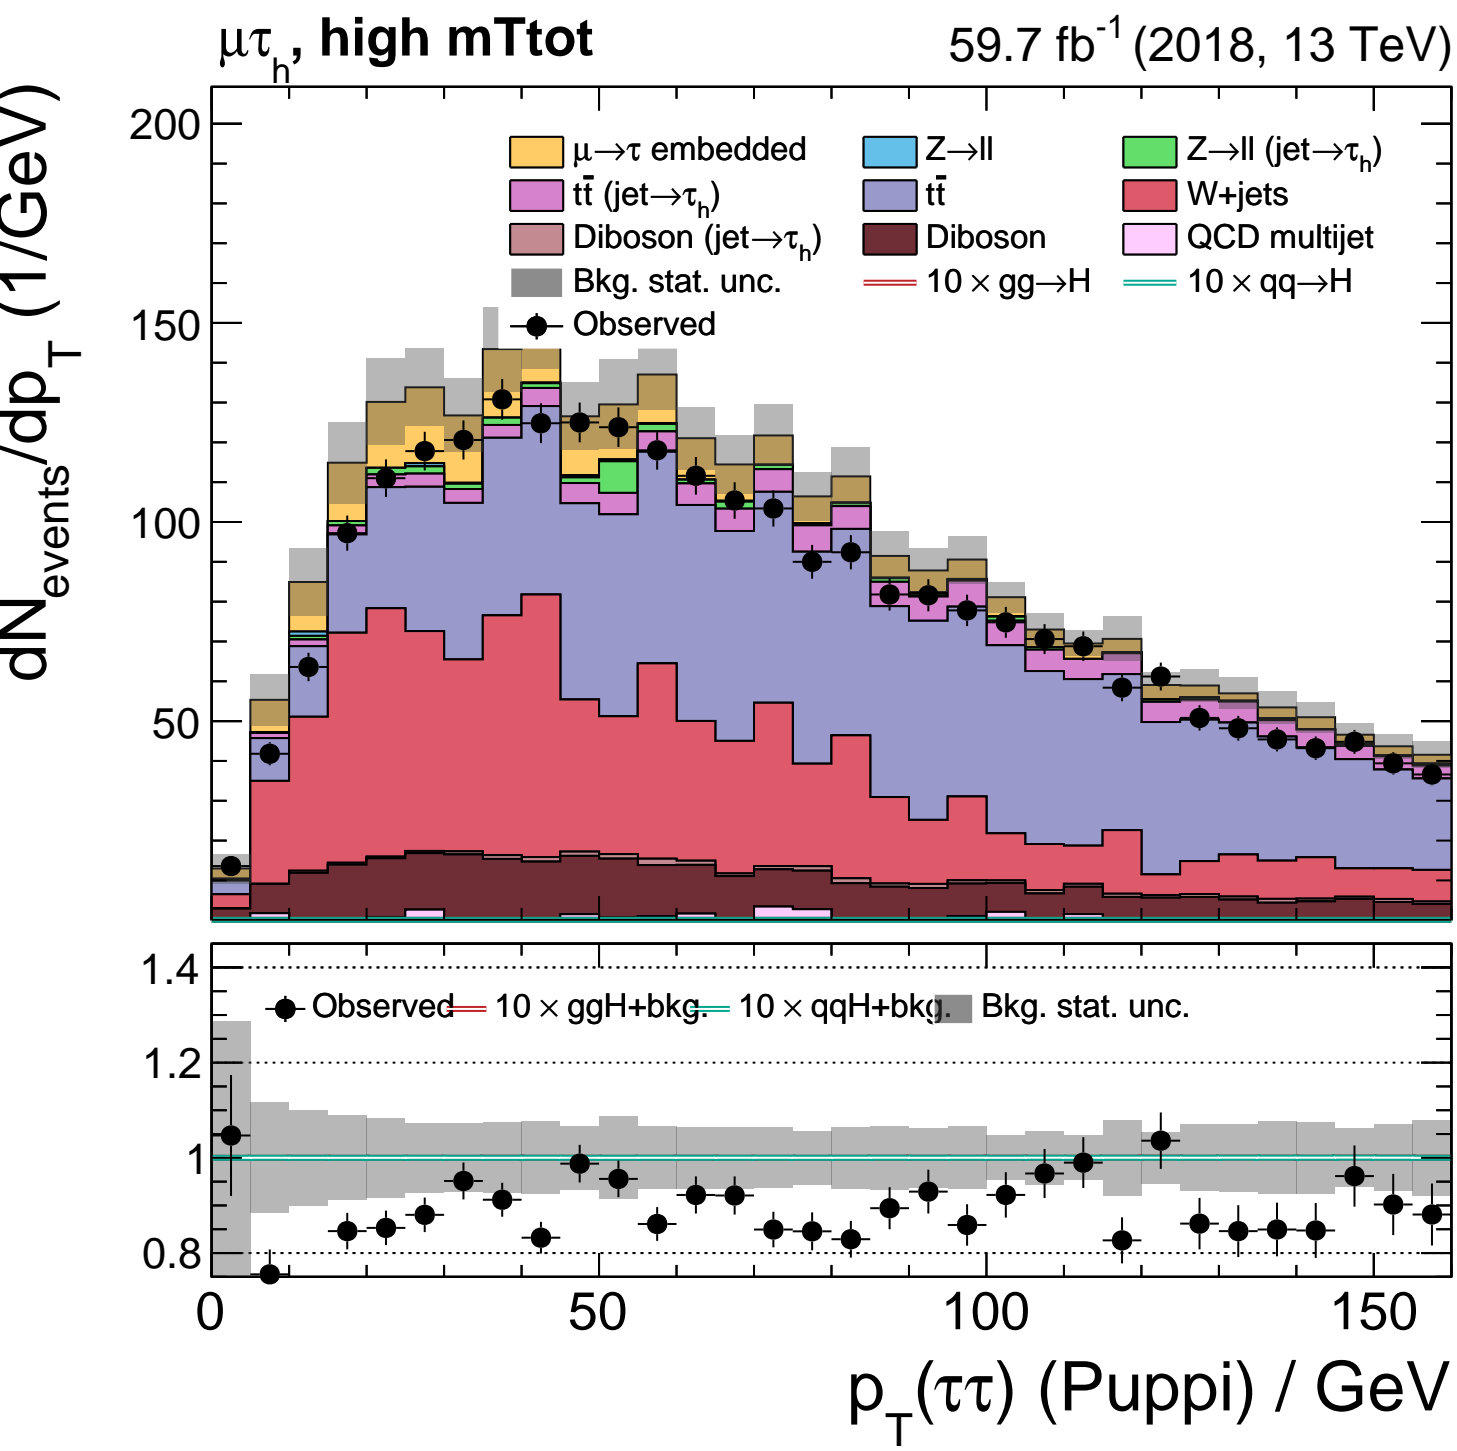 μτh, high mTtot
59.7 fb-1 (2018, 13 TeV)
dNevents/dpT (1/GeV)
200
150
100
50
μ→τ embedded
Z→ll
Z→ll (jet→τh)
tt̄ (jet→τh)
tt̄
W+jets
Diboson (jet→τh)
Diboson
QCD multijet
Bkg. stat. unc.
10 × gg→H
10 × qq→H
Observed
1.4
1.2
1
0.8
Observed
10 × ggH+bkg.
10 × qqH+bkg.
Bkg. stat. unc.
0
50
100
150
pT(ττ) (Puppi) / GeV